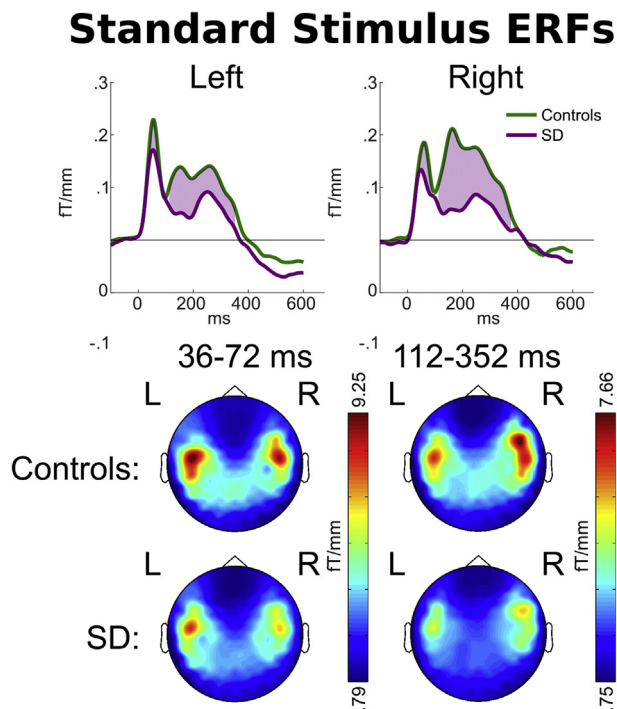 Standard Stimulus ERFs
Left
Right
.3
.2
.1
0
-.1
fT/mm
0 200 400 600
ms
.3
.2
.1
0
fT/mm
0 200 400 600
ms
Controls
SD
36-72 ms
112-352 ms
L R
L R
Controls:
9.25
fT/mm
7.66
fT/mm
L R
L R
SD:
.79
.75